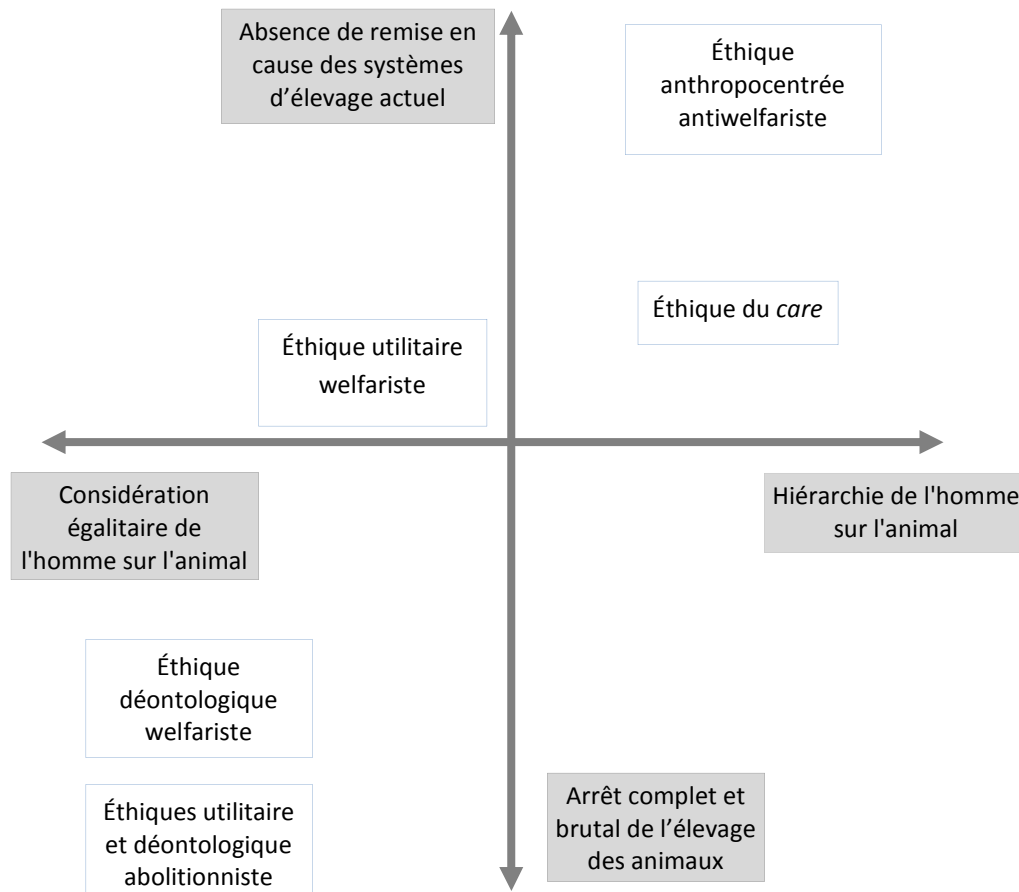 Absence de remise en
cause des systèmes
d’élevage actuel
Éthique
anthropocentrée
antiwelfariste
Éthique du care
Éthique utilitaire
welfariste
Considération
égalitaire de
l'homme sur l'animal
Hiérarchie de l'homme
sur l'animal
Éthique
déontologique
welfariste
Arrêt complet et
brutal de l’élevage
des animaux
Éthiques utilitaire
et déontologique
abolitionniste